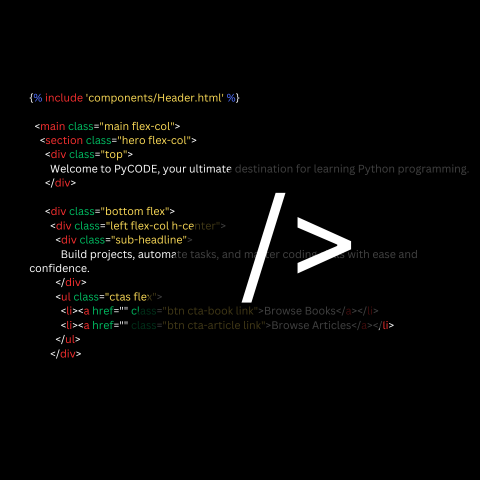 {% include 'components/Header.html' %}
<main class="main flex-col">
<section class="hero flex-col">
<div class="top">
Welcome to PyCODE, your ultimate destination for learning Python programming.
</div>
<div class="bottom flex">
<div class="left flex-col h-center">
<div class="sub-headline">
Build projects, automate tasks, and master coding with ease and
confidence.
</div>
<ul class="ctas flex">
<li><a href="" class="btn cta-book link">Browse Books</a></li>
<li><a href="" class="btn cta-article link">Browse Articles</a></li>
</ul>
</div>
/>